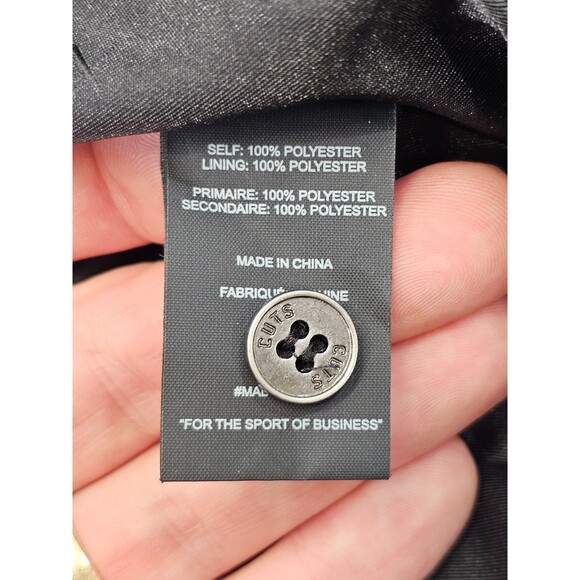 SELF: 100% POLYESTER
LINING: 100% POLYESTER
PRIMAIRE: 100% POLYESTER
SECONDAIRE: 100% POLYESTER
MADE IN CHINA
CUTS
CUTS
"FOR THE SPORT OF BUSINESS"